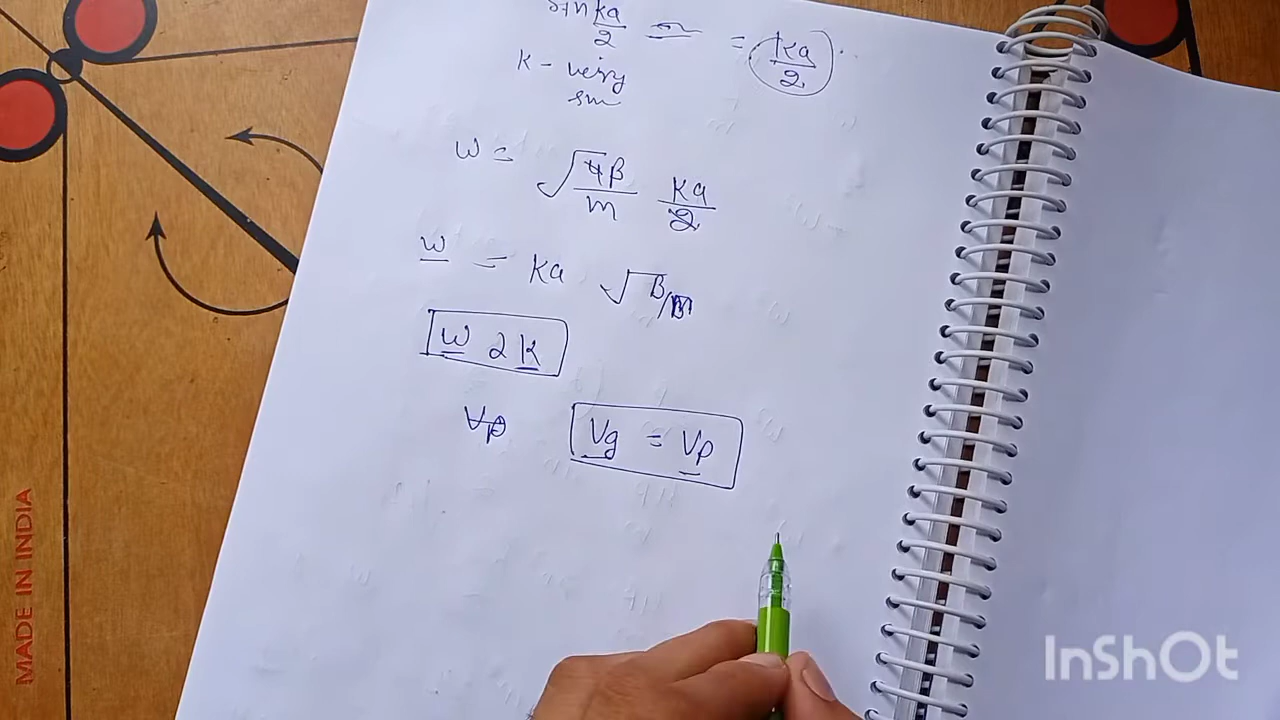 sin ka/2 ≈ = ka/2
K - very
sm
w = √4β/m ka/2
w = ka √β/m
w α k
Vp Vg = Vp
MADE IN INDIA
InShOt